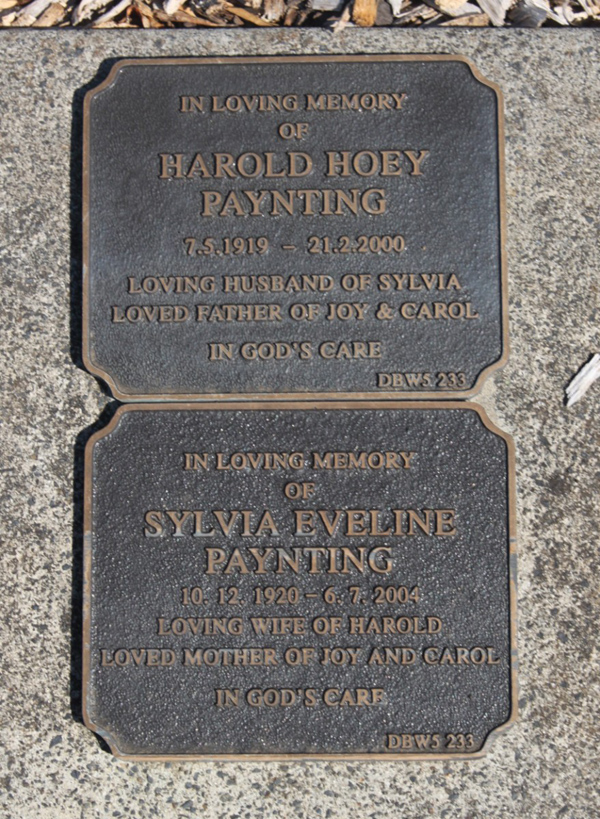 IN LOVING MEMORY
OF
HAROLD HOEY
PAYNTING
7.5.1919 – 21.2.2000
LOVING HUSBAND OF SYLVIA
LOVED FATHER OF JOY & CAROL
IN GOD'S CARE
DBW5 233
IN LOVING MEMORY
OF
SYLVIA EVELINE
PAYNTING
10. 12. 1920 – 6. 7. 2004
LOVING WIFE OF HAROLD
LOVED MOTHER OF JOY AND CAROL
IN GOD'S CARE
DBW5 233